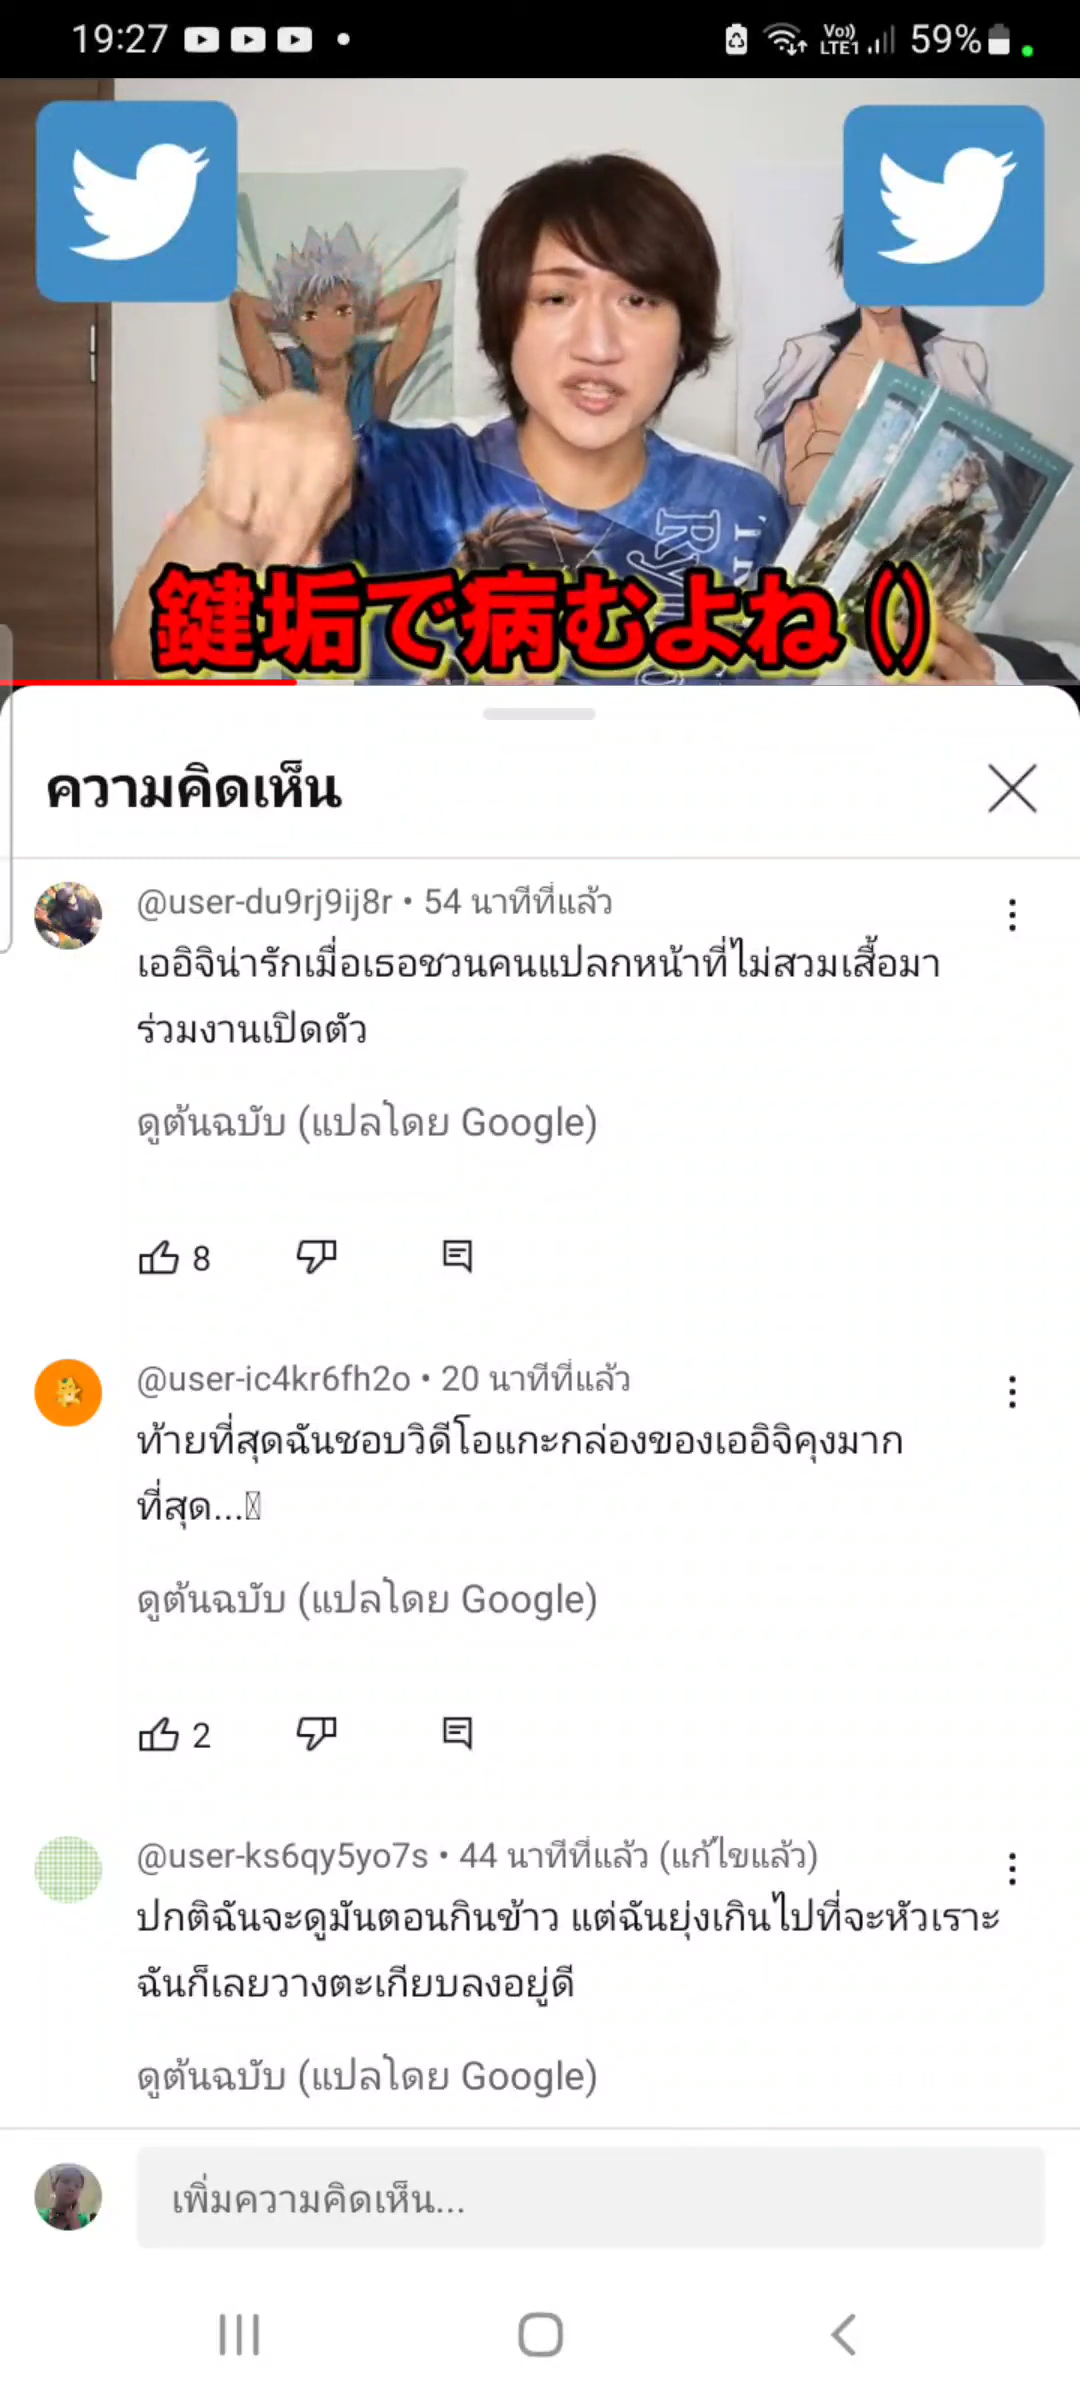 19:27
Vo))
LTE1
59%
Ry
鍵垢で病むよね ()
ความคิดเห็น
@user-du9rj9ij8r • 54 นาทีที่แล้ว
เออิจิน่ารักเมื่อเธอชวนคนแปลกหน้าที่ไม่สวมเสื้อมา
ร่วมงานเปิดตัว
ดูต้นฉบับ (แปลโดย Google)
8
@user-ic4kr6fh2o • 20 นาทีที่แล้ว
ท้ายที่สุดฉันชอบวิดีโอแกะกล่องของเออิจิคุงมาก
ที่สุด...
ดูต้นฉบับ (แปลโดย Google)
2
@user-ks6qy5yo7s • 44 นาทีที่แล้ว (แก้ไขแล้ว)
ปกติฉันจะดูมันตอนกินข้าว แต่ฉันยุ่งเกินไปที่จะหัวเราะ
ฉันก็เลยวางตะเกียบลงอยู่ดี
ดูต้นฉบับ (แปลโดย Google)
เพิ่มความคิดเห็น...